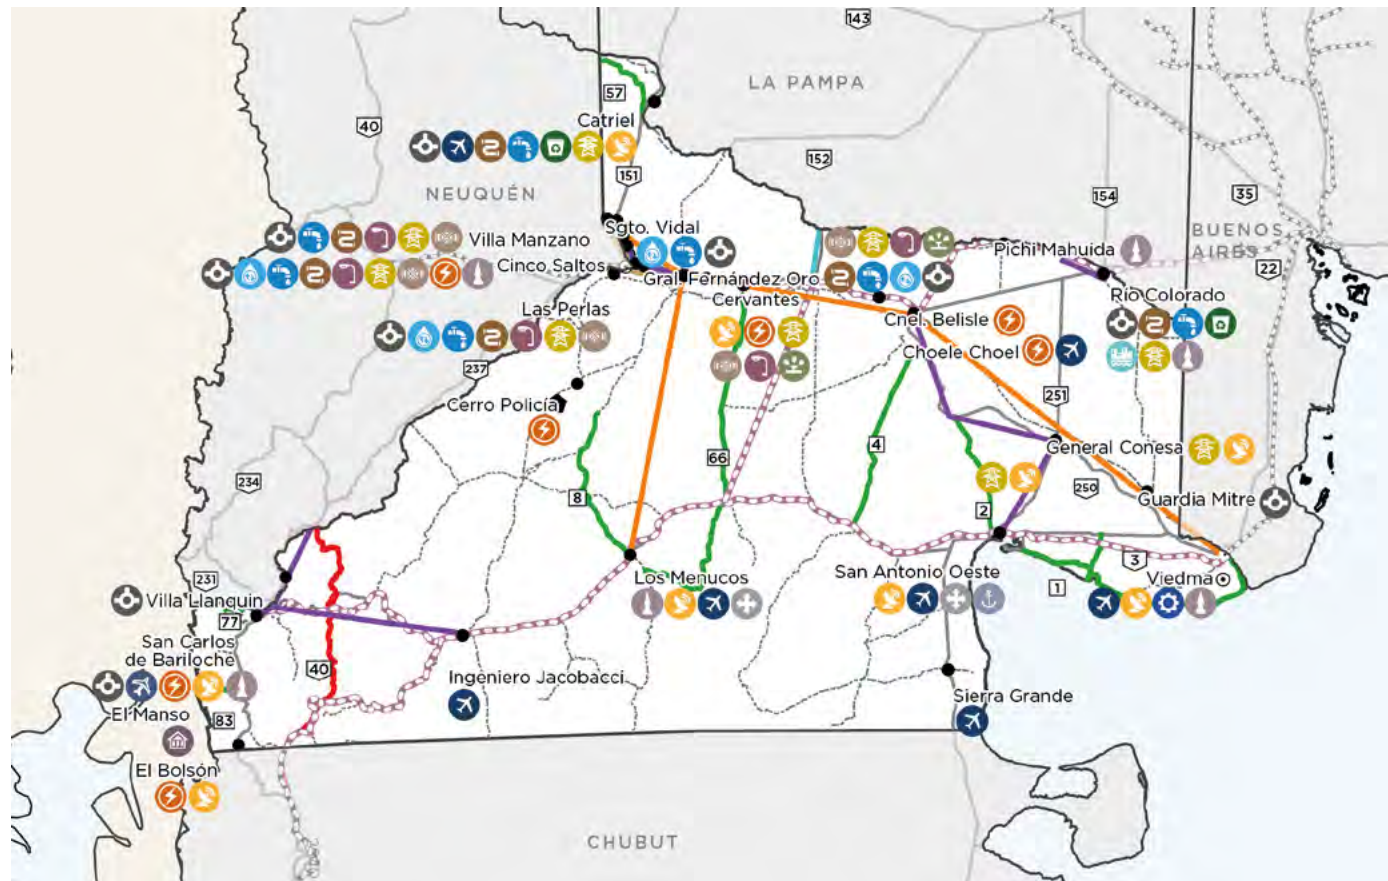 143
LA PAMPA
57
Catriel
40
152
151
154
35
NEUQUÉN
BUENOS
AIRES
22
Sgto. Vidal
Villa Manzano
Pichi Mahuida
Cinco Saltos
Gral. Fernández Oro
Cervantes
Río Colorado
Las Perlas
Cnel. Belisle
Choele Choel
237
251
Cerro Policía
General Conesa
4
66
234
8
250
Guardia Mitre
2
3
231
Los Menucos
San Antonio Oeste
1
Viedma
Villa Llanquin
77
San Carlos
de Bariloche
40
Ingeniero Jacobacci
Sierra Grande
El Manso
83
El Bolsón
CHUBUT